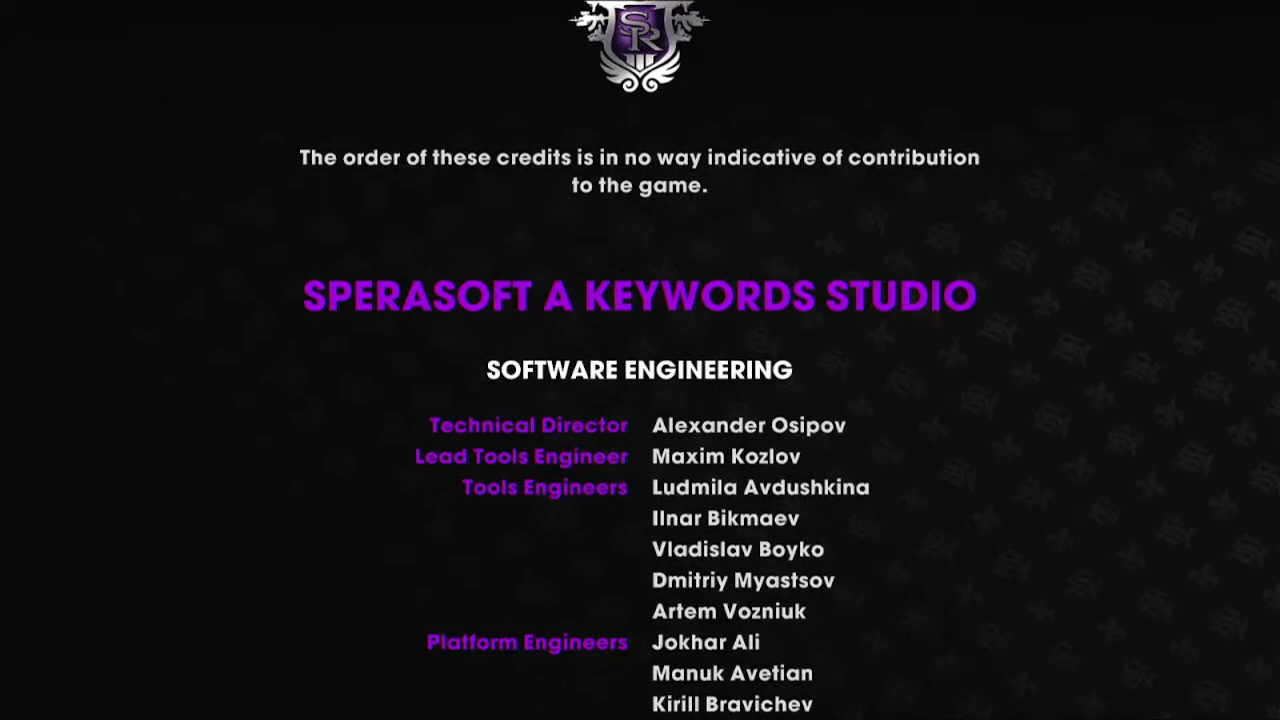 SR
The order of these credits is in no way indicative of contribution
to the game.
SPERASOFT A KEYWORDS STUDIO
SOFTWARE ENGINEERING
Technical Director Alexander Osipov
Lead Tools Engineer Maxim Kozlov
Tools Engineers Ludmila Avdushkina
Ilnar Bikmaev
Vladislav Boyko
Dmitriy Myastsov
Artem Vozniuk
Platform Engineers Jokhar Ali
Manuk Avetian
Kirill Bravichev